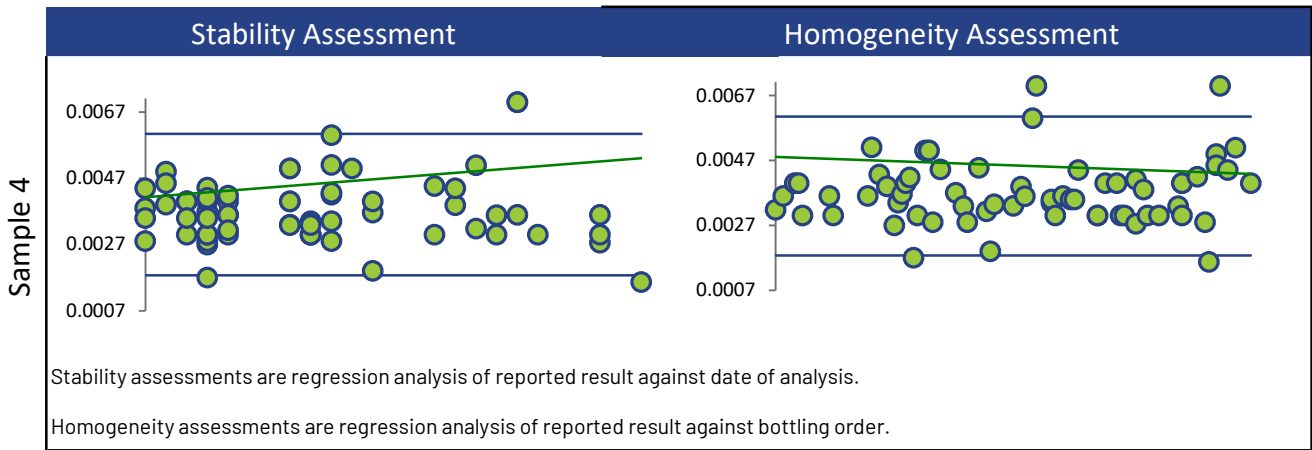 Stability Assessment
Homogeneity Assessment
Sample 4
0.0067
0.0047
0.0027
0.0007
0.0067
0.0047
0.0027
0.0007
Stability assessments are regression analysis of reported result against date of analysis.
Homogeneity assessments are regression analysis of reported result against bottling order.